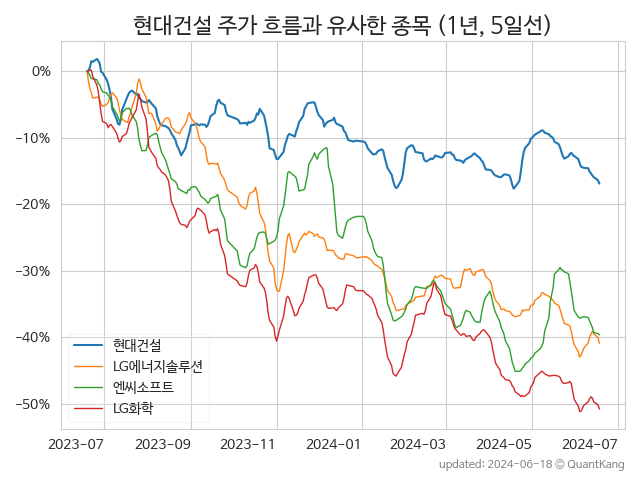 현대건설 주가 흐름과 유사한 종목 (1년, 5일선)
0%
−10%
−20%
−30%
−40%
−50%
현대건설
LG에너지솔루션
엔씨소프트
LG화학
2023-07 2023-09 2023-11 2024-01 2024-03 2024-05 2024-07
updated: 2024-06-18 © QuantKang